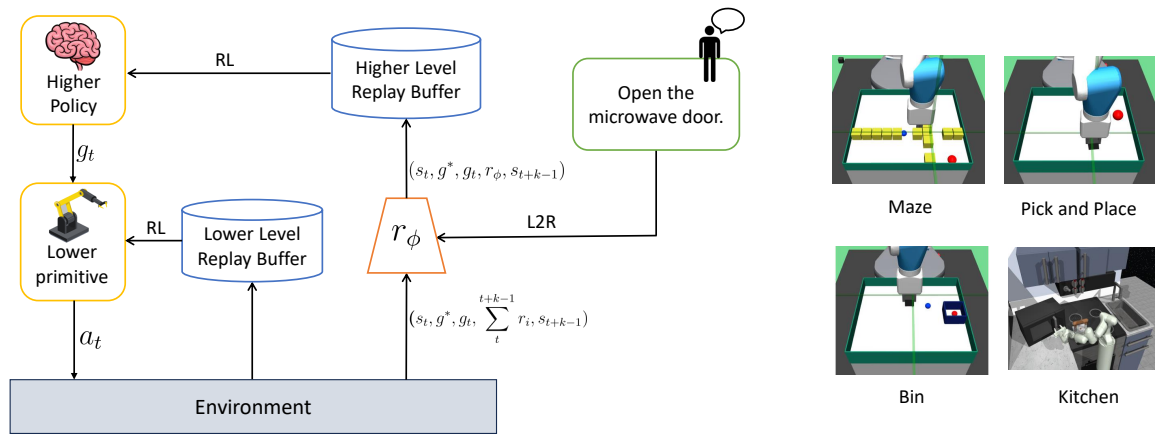 Higher
Policy
RL
Higher Level
Replay Buffer
Open the
microwave door.
g_t
(s_t, g^*, g_t, r_ϕ, s_{t+k−1})
L2R
Lower
primitive
RL
Lower Level
Replay Buffer
r_ϕ
a_t
(s_t, g^*, g_t, \sum_{t}^{t+k−1} r_i, s_{t+k−1})
Environment
Maze
Pick and Place
Bin
Kitchen